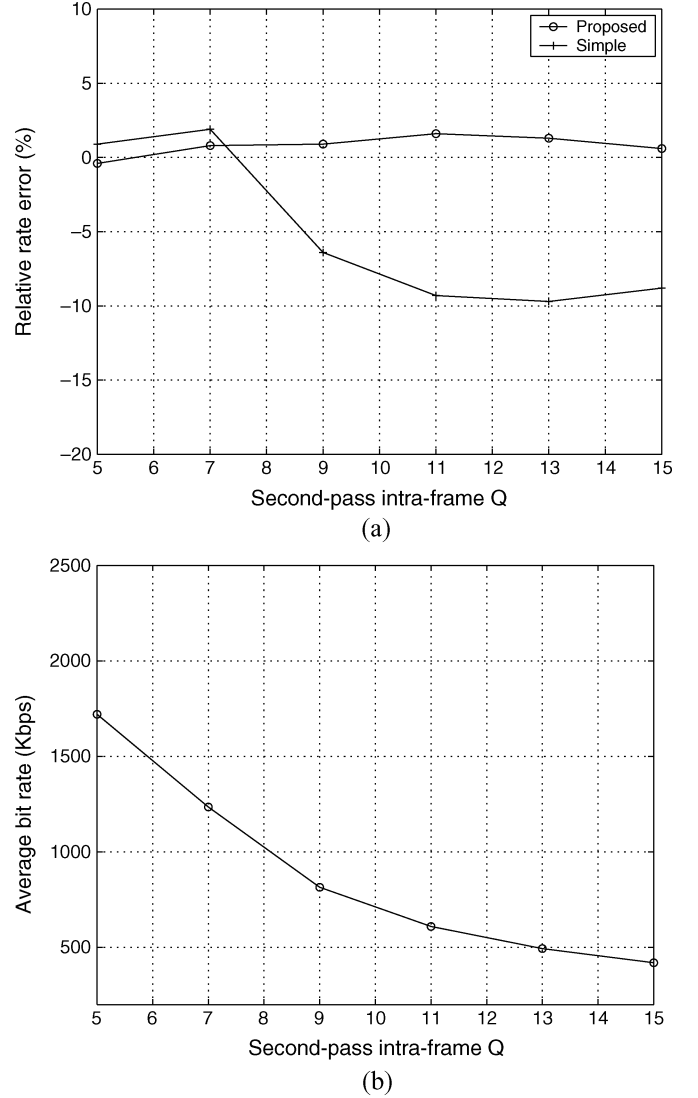 10
5
0
−5
−10
−15
−20
Relative rate error (%)
Proposed
Simple
5 6 7 8 9 10 11 12 13 14 15
Second-pass intra-frame Q
(a)
2500
2000
1500
1000
500
Average bit rate (Kbps)
5 6 7 8 9 10 11 12 13 14 15
Second-pass intra-frame Q
(b)